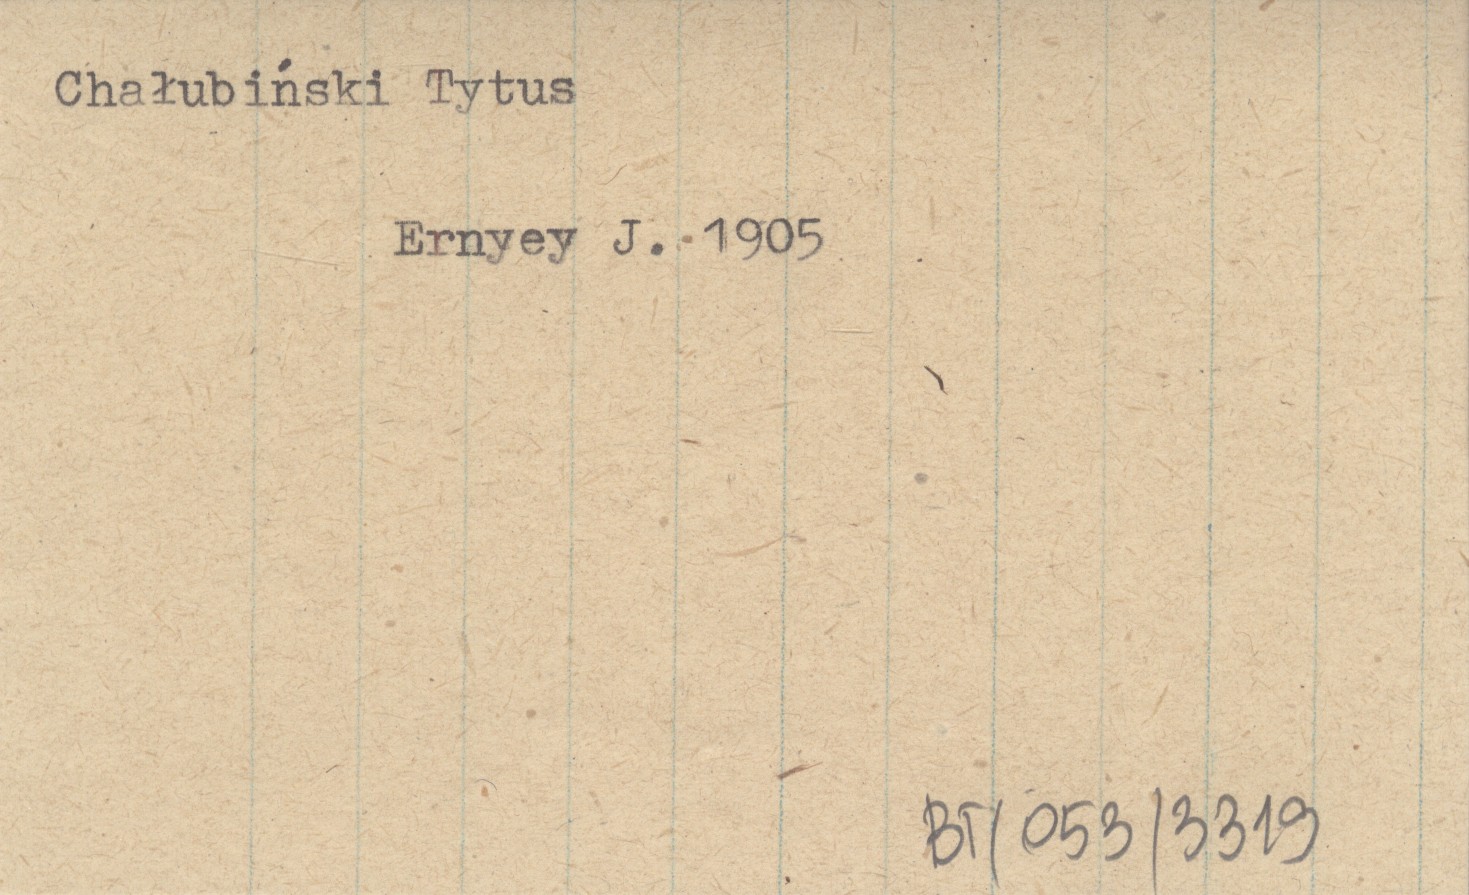 Chałubiński Tytus
Ernyey J. 1905
BT/053/3319